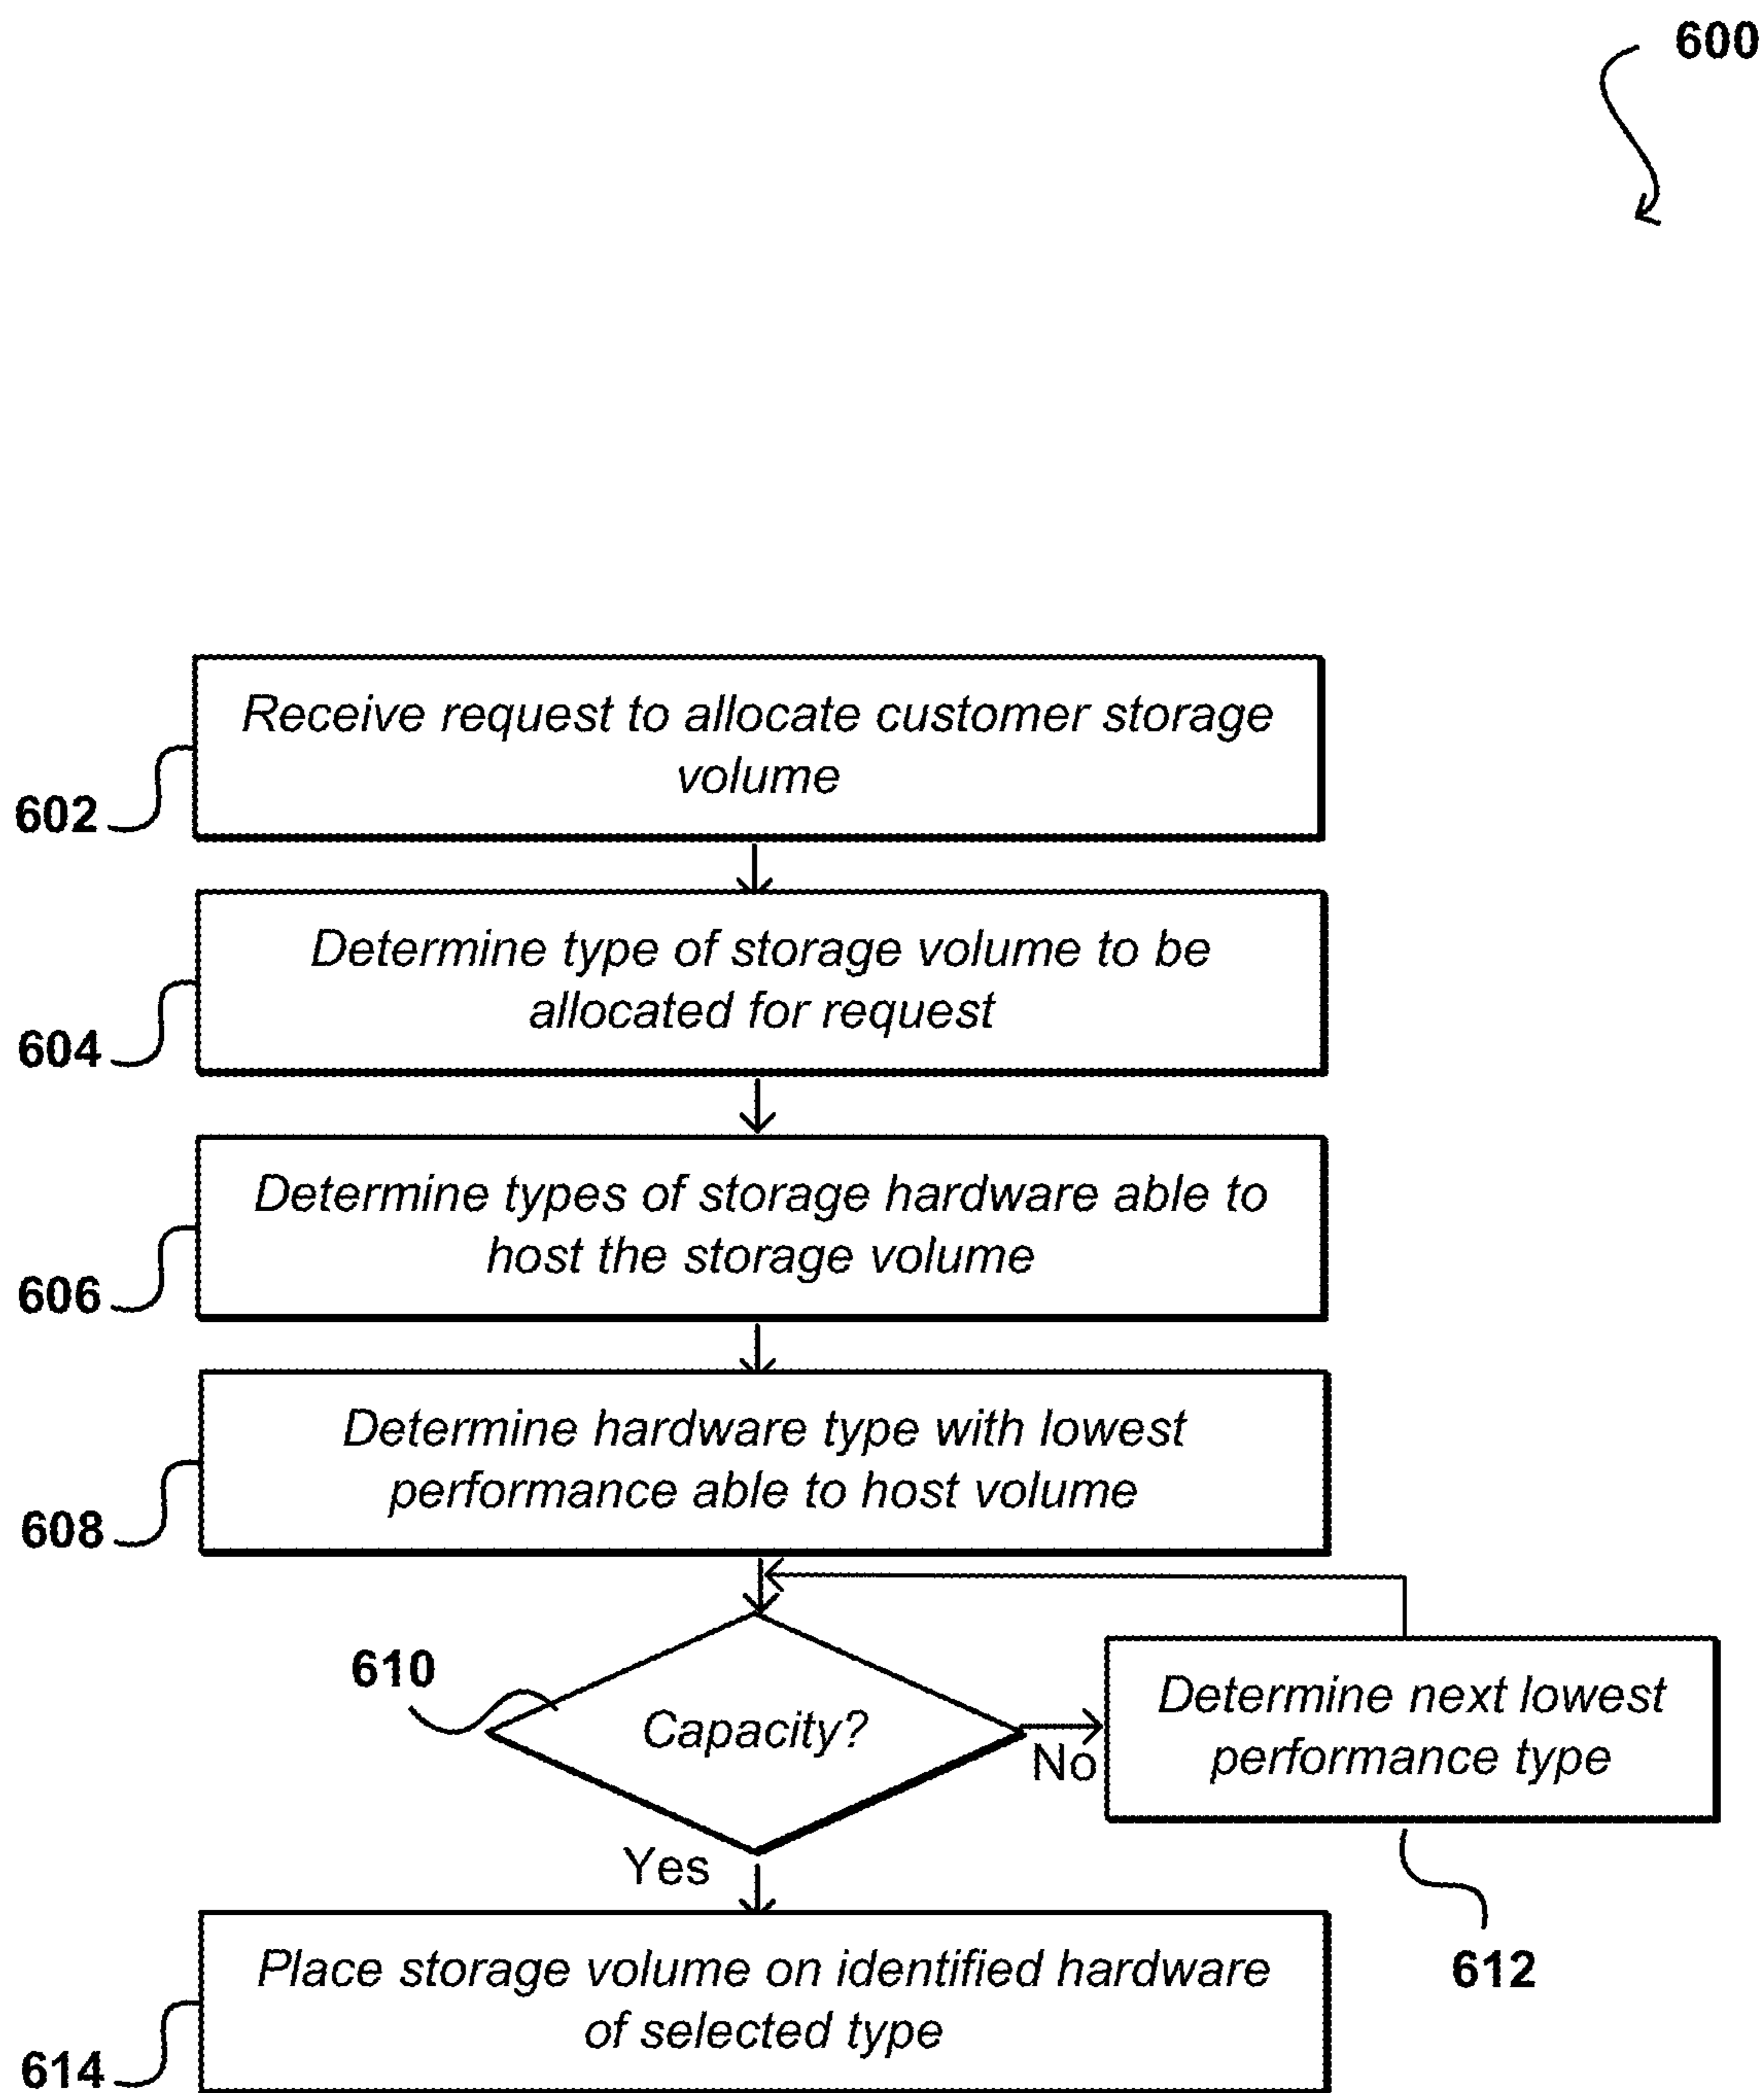 600
Receive request to allocate customer storage
volume
602
Determine type of storage volume to be
allocated for request
604
Determine types of storage hardware able to
host the storage volume
606
Determine hardware type with lowest
performance able to host volume
608
610
Capacity?
No
Determine next lowest
performance type
Yes
612
Place storage volume on identified hardware
of selected type
614